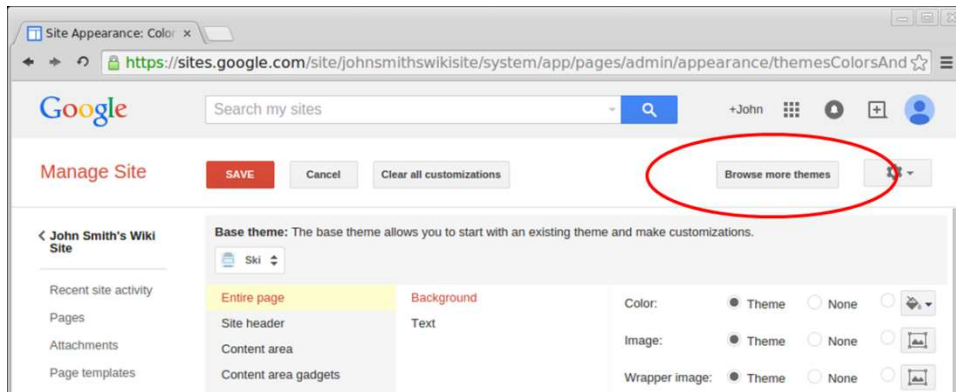 Site Appearance: Color
https://sites.google.com/site/johnsmithswikisite/system/app/pages/admin/appearance/themesColorsAnd
Google
Search my sites
+John
Manage Site
SAVE
Cancel
Clear all customizations
Browse more themes
John Smith's Wiki
Site
Base theme: The base theme allows you to start with an existing theme and make customizations.
Ski
Recent site activity
Pages
Attachments
Page templates
Entire page
Site header
Content area
Content area gadgets
Background
Text
Color: Theme None
Image: Theme None
Wrapper image: Theme None